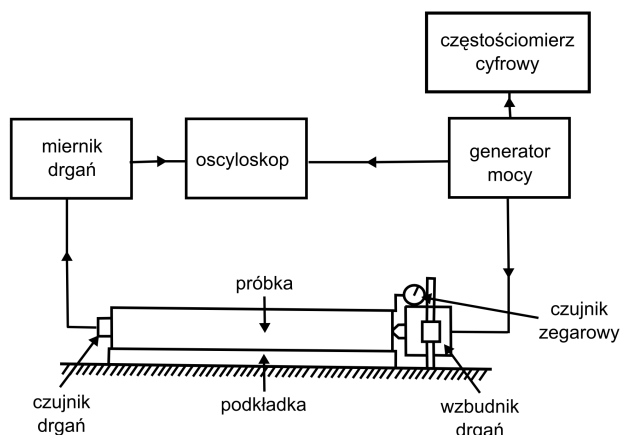 częstościomierz
cyfrowy
miernik
drgań
oscyloskop
generator
mocy
próbka
czujnik
zegarowy
czujnik
drgań
podkładka
wzbudnik
drgań